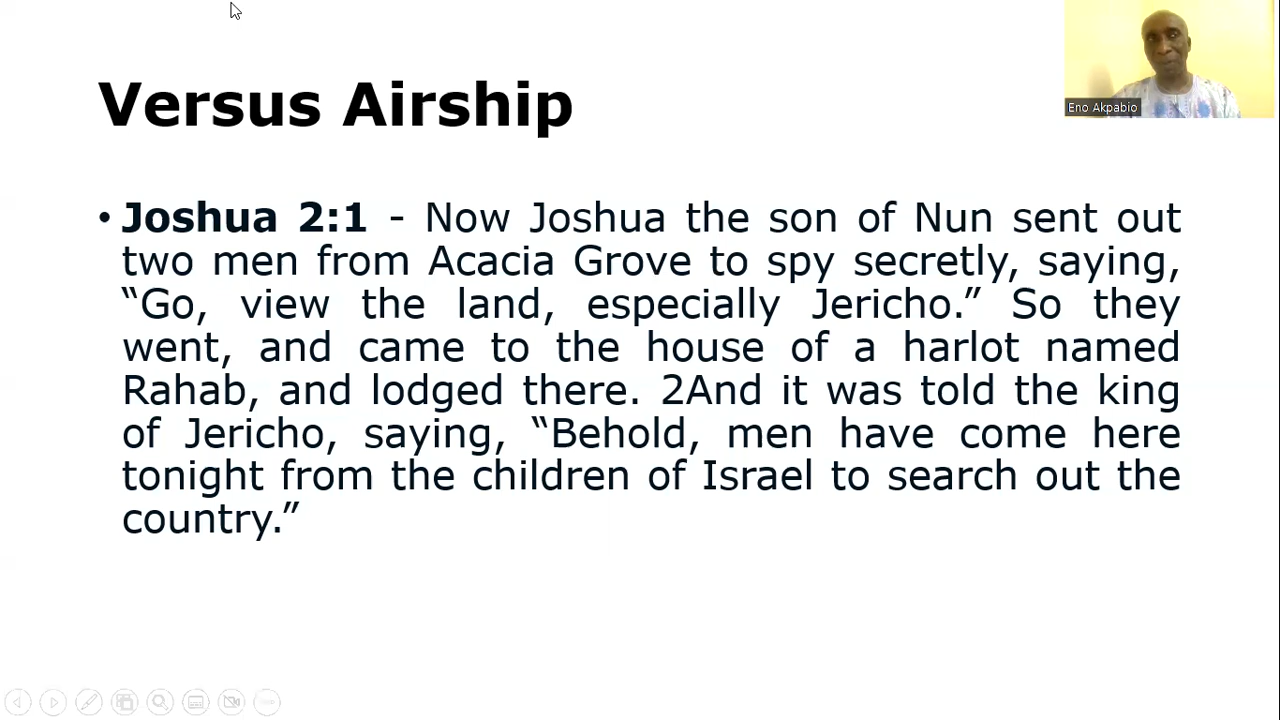 Versus Airship
Eno Akpabio
• Joshua 2:1 - Now Joshua the son of Nun sent out
two men from Acacia Grove to spy secretly, saying,
“Go, view the land, especially Jericho.” So they
went, and came to the house of a harlot named
Rahab, and lodged there. 2And it was told the king
of Jericho, saying, “Behold, men have come here
tonight from the children of Israel to search out the
country.”